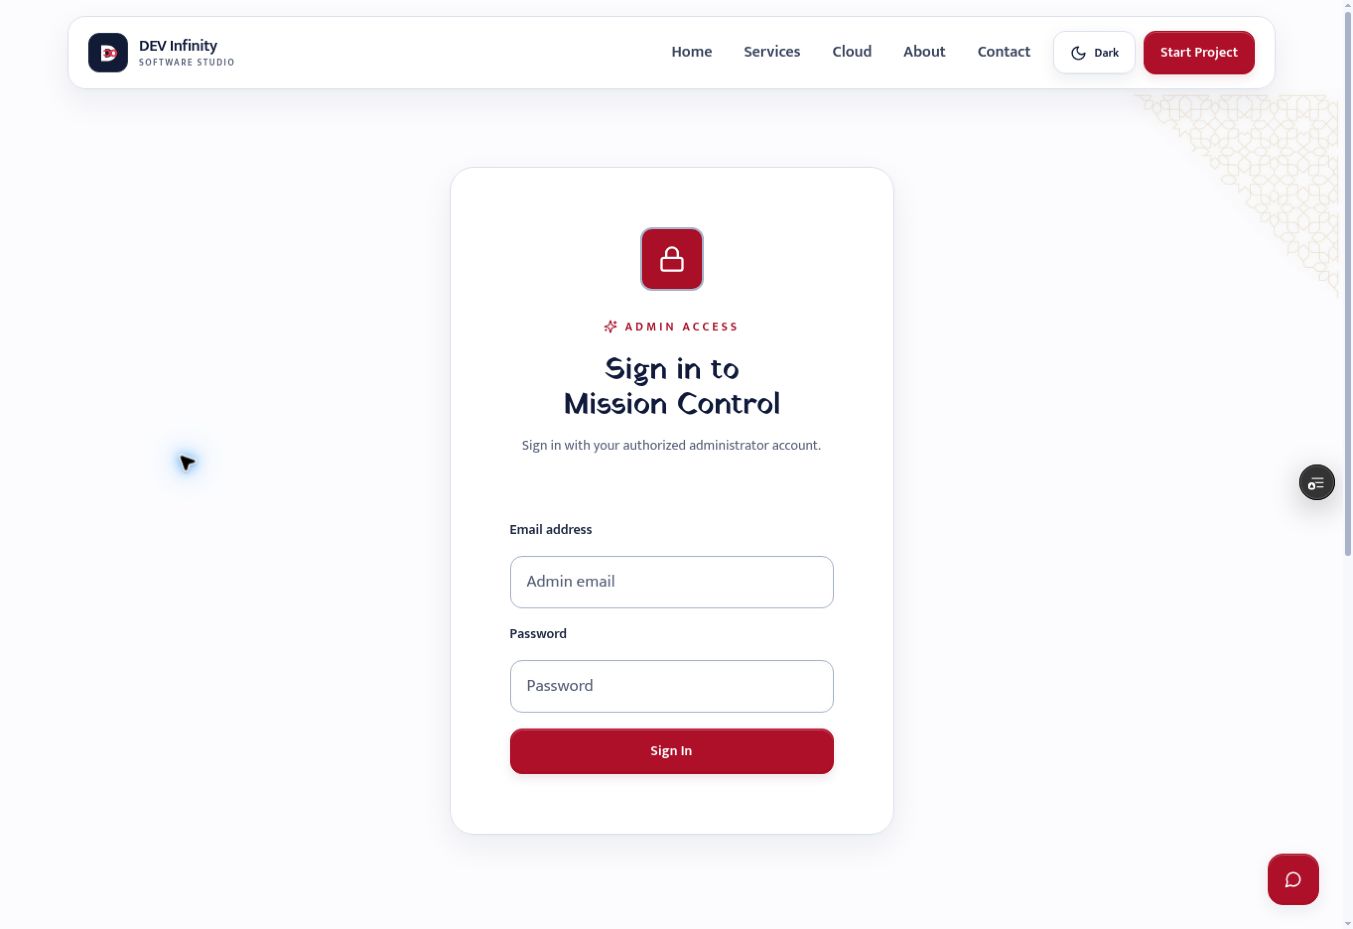 DEV Infinity
SOFTWARE STUDIO
Home
Services
Cloud
About
Contact
Dark
Start Project
ADMIN ACCESS
Sign in to
Mission Control
Sign in with your authorized administrator account.
Email address
Admin email
Password
Password
Sign In